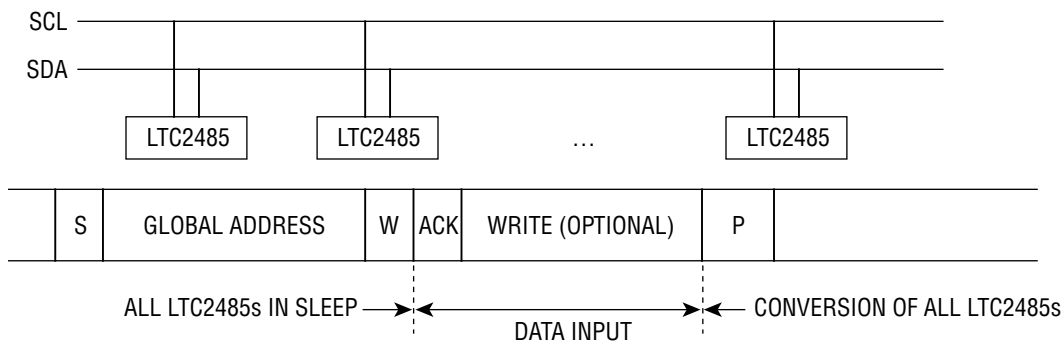 SCL
SDA
LTC2485 LTC2485 … LTC2485
S GLOBAL ADDRESS W ACK WRITE (OPTIONAL) P
ALL LTC2485s IN SLEEP DATA INPUT CONVERSION OF ALL LTC2485s